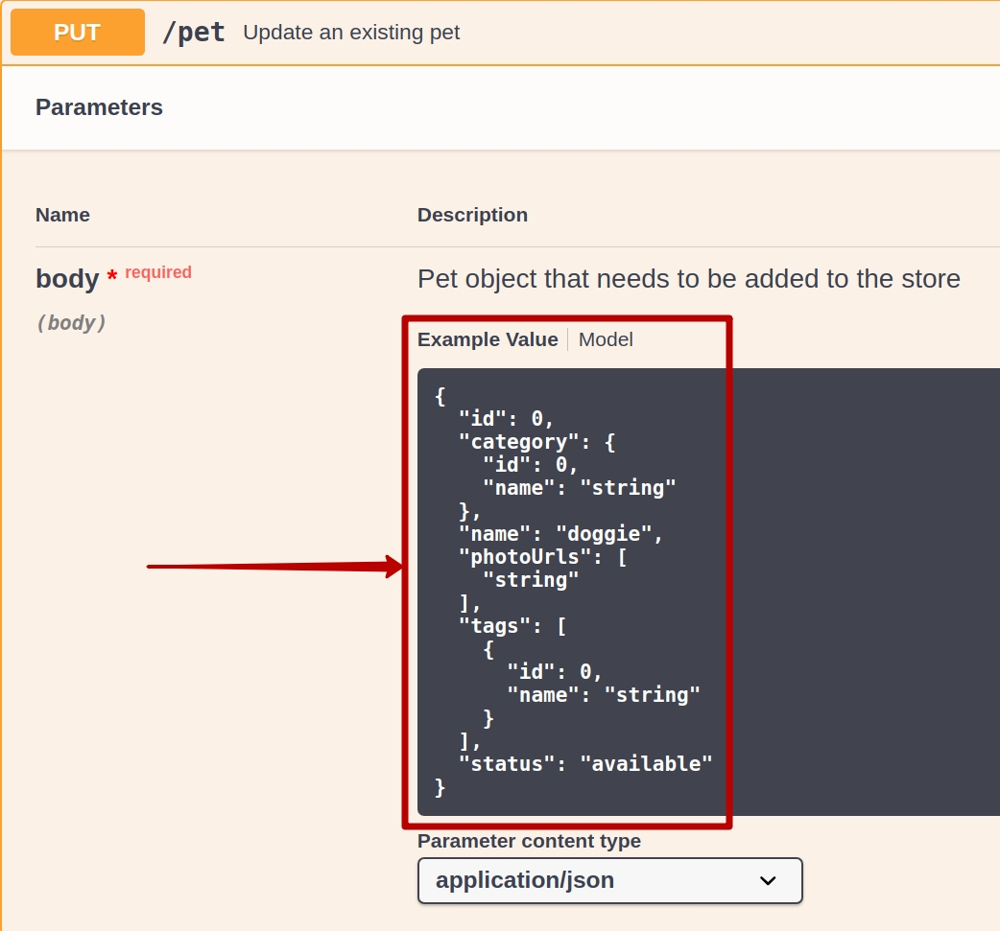 PUT /pet Update an existing pet
Parameters
Name Description
body * required Pet object that needs to be added to the store
(body)
Example Value Model
{
  "id": 0,
  "category": {
    "id": 0,
    "name": "string"
  },
  "name": "doggie",
  "photoUrls": [
    "string"
  ],
  "tags": [
    {
      "id": 0,
      "name": "string"
    }
  ],
  "status": "available"
}
Parameter content type
application/json